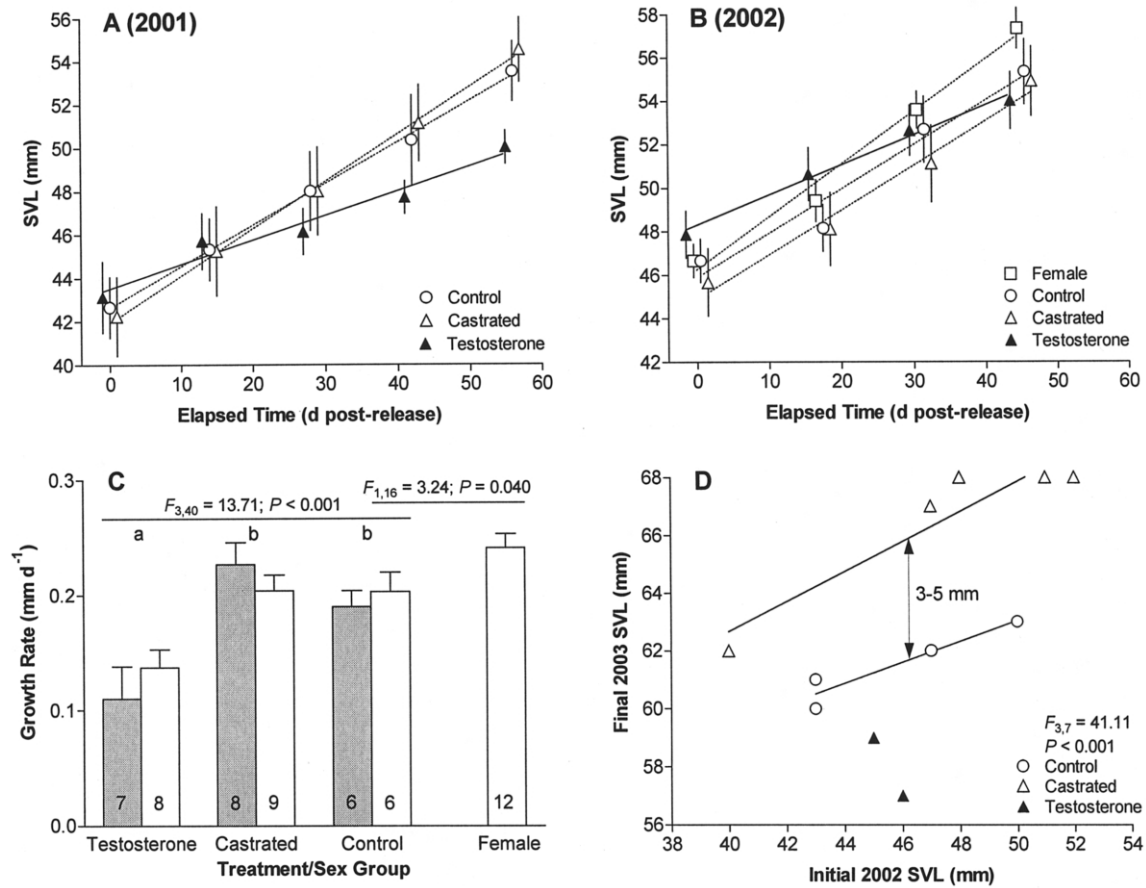 A (2001)
SVL (mm)
56
54
52
50
48
46
44
42
40
0 10 20 30 40 50 60
Elapsed Time (d post-release)
Control
Castrated
Testosterone
B (2002)
SVL (mm)
58
56
54
52
50
48
46
44
42
0 10 20 30 40 50 60
Elapsed Time (d post-release)
Female
Control
Castrated
Testosterone
C
Growth Rate (mm d⁻¹)
0.3
0.2
0.1
0.0
F3,40 = 13.71; P < 0.001
F1,16 = 3.24; P = 0.040
a b b
7 8 8 9 6 6 12
Testosterone Castrated Control Female
Treatment/Sex Group
D
Final 2003 SVL (mm)
68
66
64
62
60
58
56
3-5 mm
F3,7 = 41.11
P < 0.001
Control
Castrated
Testosterone
38 40 42 44 46 48 50 52 54
Initial 2002 SVL (mm)